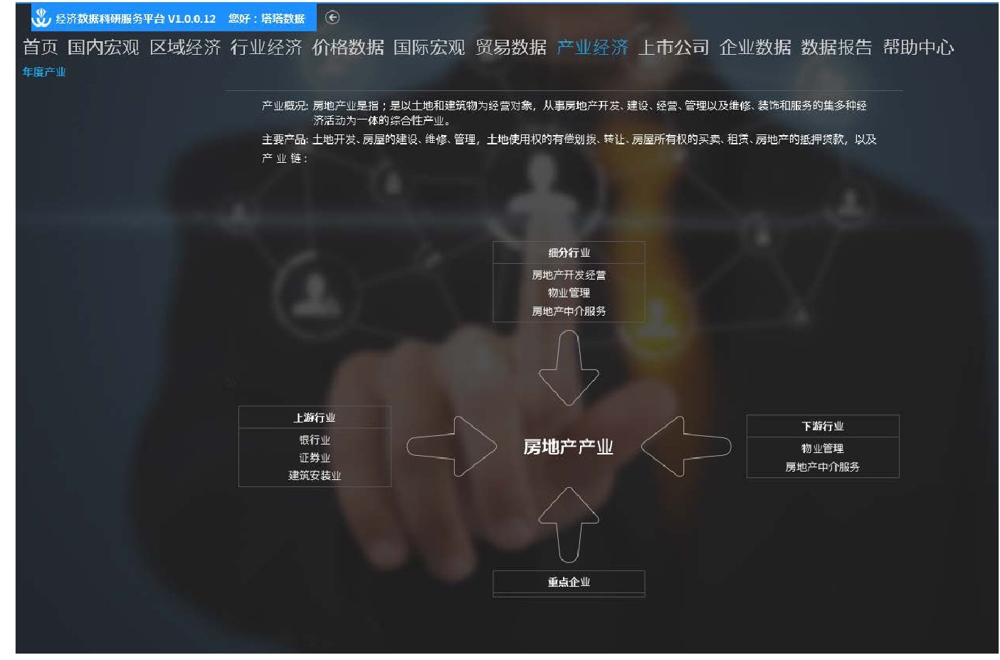 经济数据科研服务平台 V1.0.0.12 您好：塔塔数据
首页 国内宏观 区域经济 行业经济 价格数据 国际宏观 贸易数据 产业经济 上市公司 企业数据 数据报告 帮助中心
年度产业
产业概况: 房地产业是指；是以土地和建筑物为经营对象，从事房地产开发、建设、经营、管理以及维修、装饰和服务的集多种经
济活动为一体的综合性产业。
主要产品: 土地开发、房屋的建设、维修、管理，土地使用权的有偿划拨、转让、房屋所有权的买卖、租赁、房地产的抵押贷款，以及
产 业 链：
细分行业
房地产开发经营
物业管理
房地产中介服务
上游行业
银行业
证券业
建筑安装业
房地产产业
下游行业
物业管理
房地产中介服务
重点企业